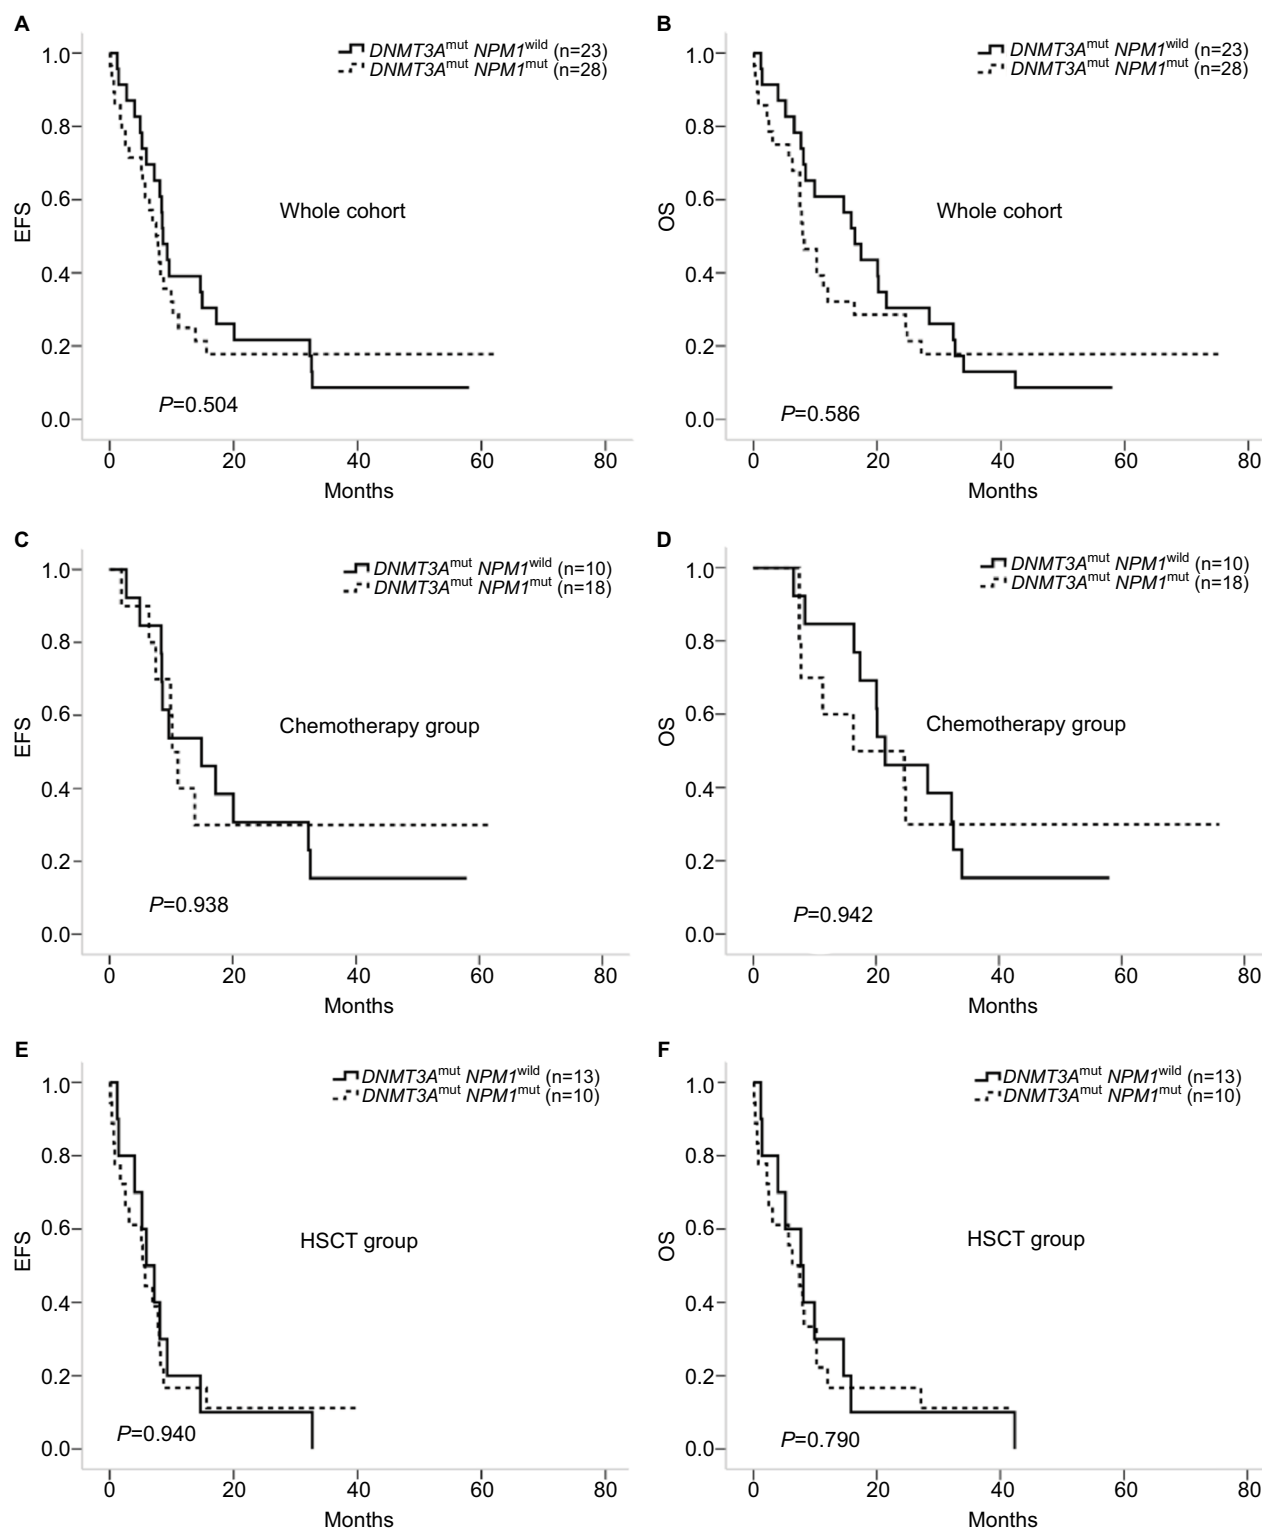 A
DNMT3Amut NPM1wild (n=23)
DNMT3Amut NPM1mut (n=28)
1.0
0.8
0.6
0.4
0.2
0.0
EFS
Whole cohort
P=0.504
0 20 40 60 80
Months
B
DNMT3Amut NPM1wild (n=23)
DNMT3Amut NPM1mut (n=28)
1.0
0.8
0.6
0.4
0.2
0.0
OS
Whole cohort
P=0.586
0 20 40 60 80
Months
C
DNMT3Amut NPM1wild (n=10)
DNMT3Amut NPM1mut (n=18)
1.0
0.8
0.6
0.4
0.2
0.0
EFS
Chemotherapy group
P=0.938
0 20 40 60 80
Months
D
DNMT3Amut NPM1wild (n=10)
DNMT3Amut NPM1mut (n=18)
1.0
0.8
0.6
0.4
0.2
0.0
OS
Chemotherapy group
P=0.942
0 20 40 60 80
Months
E
DNMT3Amut NPM1wild (n=13)
DNMT3Amut NPM1mut (n=10)
1.0
0.8
0.6
0.4
0.2
0.0
EFS
HSCT group
P=0.940
0 20 40 60 80
Months
F
DNMT3Amut NPM1wild (n=13)
DNMT3Amut NPM1mut (n=10)
1.0
0.8
0.6
0.4
0.2
0.0
OS
HSCT group
P=0.790
0 20 40 60 80
Months